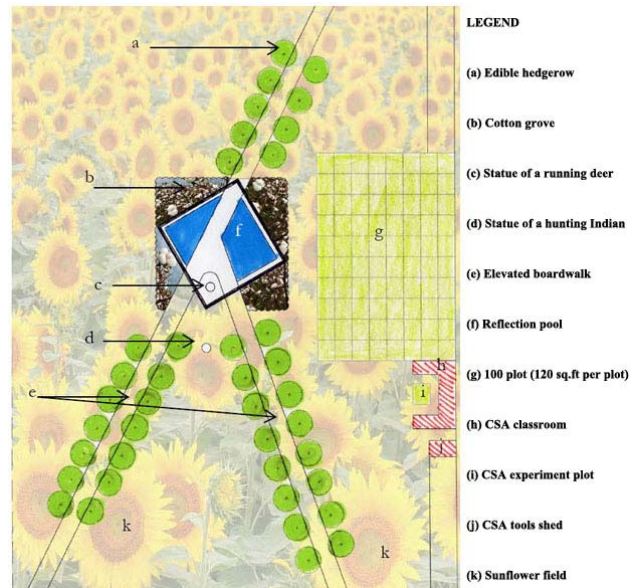 LEGEND
(a) Edible hedgerow
(b) Cotton grove
(c) Statue of a running deer
(d) Statue of a hunting Indian
(e) Elevated boardwalk
(f) Reflection pool
(g) 100 plot (120 sq.ft per plot)
(h) CSA classroom
(i) CSA experiment plot
(j) CSA tools shed
(k) Sunflower field
a
b
f
g
c
d
h
e
i
j
k
k